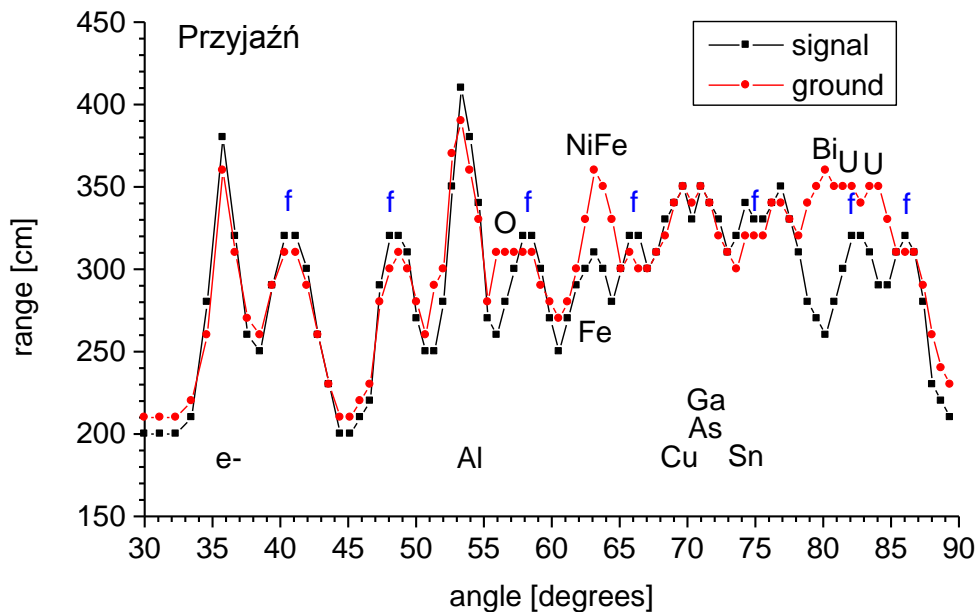 Przyjaźń
signal
ground
range [cm]
450
400
350
300
250
200
150
NiFe
Bi
U
U
f
f
f
f
f
f
f
O
Fe
Ga
As
e-
Al
Cu
Sn
30
35
40
45
50
55
60
65
70
75
80
85
90
angle [degrees]